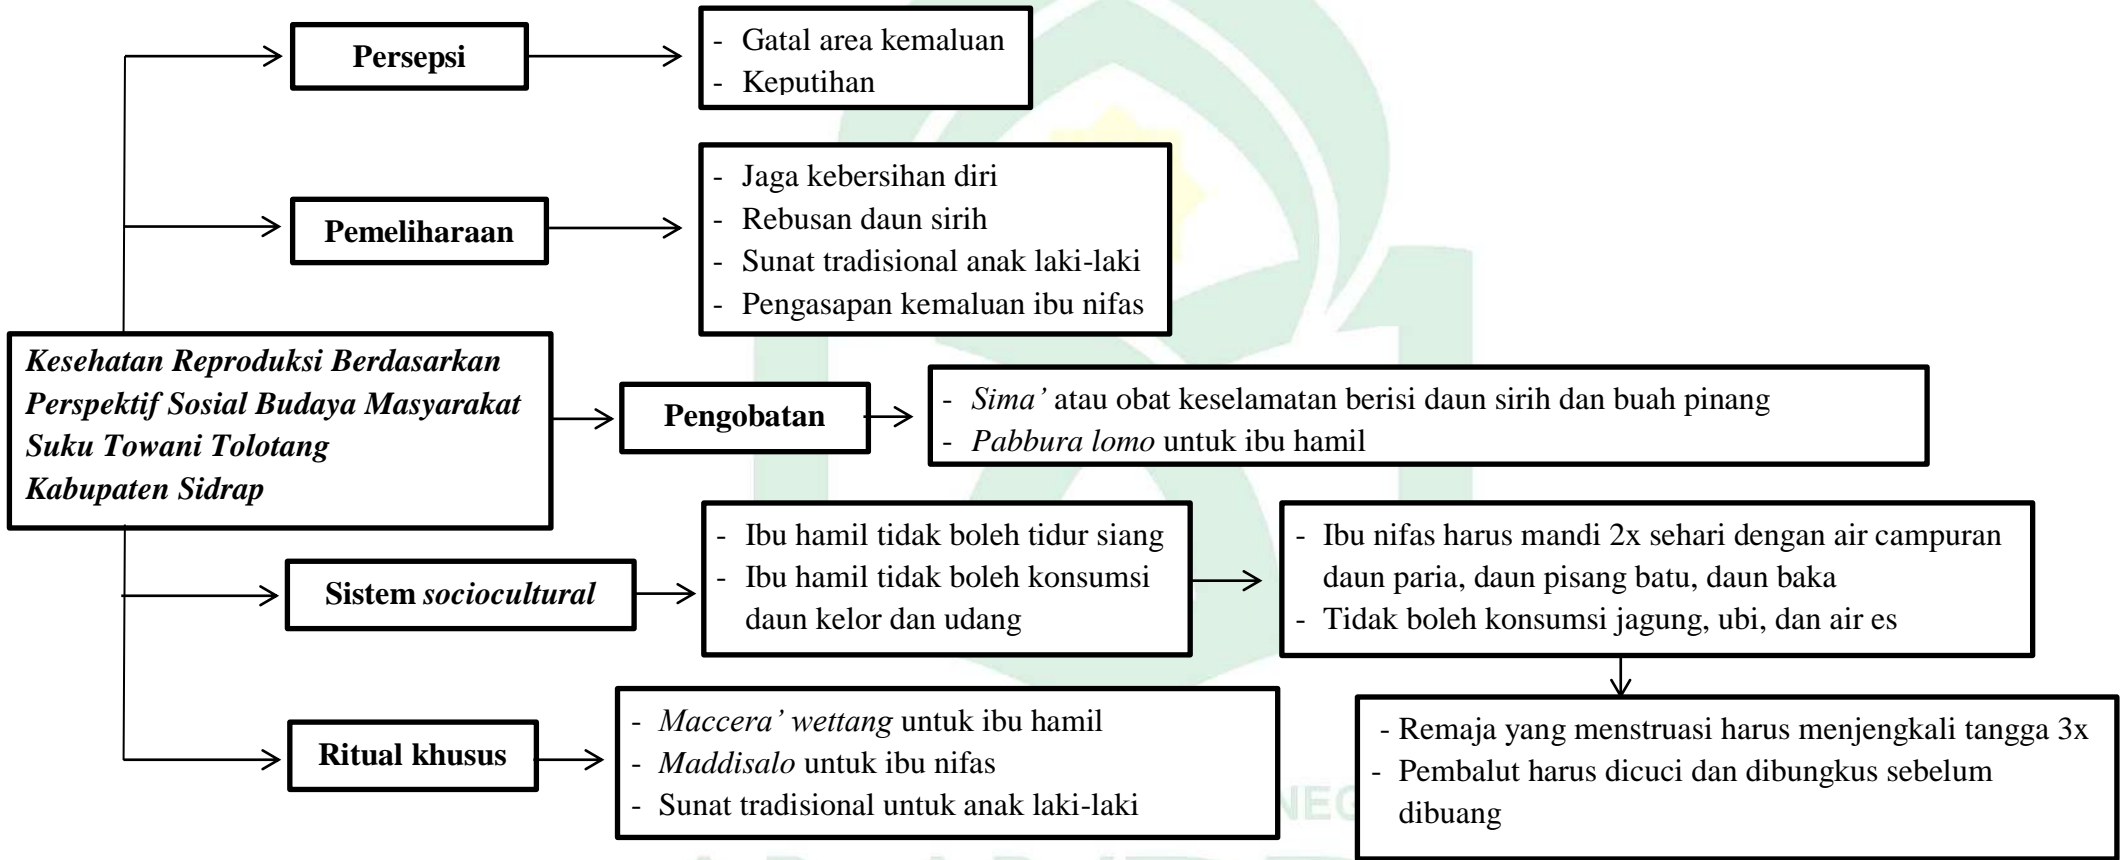 Persepsi
- Gatal area kemaluan
- Keputihan
Pemeliharaan
- Jaga kebersihan diri
- Rebusan daun sirih
- Sunat tradisional anak laki-laki
- Pengasapan kemaluan ibu nifas
Kesehatan Reproduksi Berdasarkan
Perspektif Sosial Budaya Masyarakat
Suku Towani Tolotang
Kabupaten Sidrap
Pengobatan
- Sima’ atau obat keselamatan berisi daun sirih dan buah pinang
- Pabbura lomo untuk ibu hamil
Sistem sociocultural
- Ibu hamil tidak boleh tidur siang
- Ibu hamil tidak boleh konsumsi
daun kelor dan udang
- Ibu nifas harus mandi 2x sehari dengan air campuran
daun paria, daun pisang batu, daun baka
- Tidak boleh konsumsi jagung, ubi, dan air es
- Remaja yang menstruasi harus menjengkali tangga 3x
- Pembalut harus dicuci dan dibungkus sebelum
dibuang
Ritual khusus
- Maccera’ wettang untuk ibu hamil
- Maddisalo untuk ibu nifas
- Sunat tradisional untuk anak laki-laki